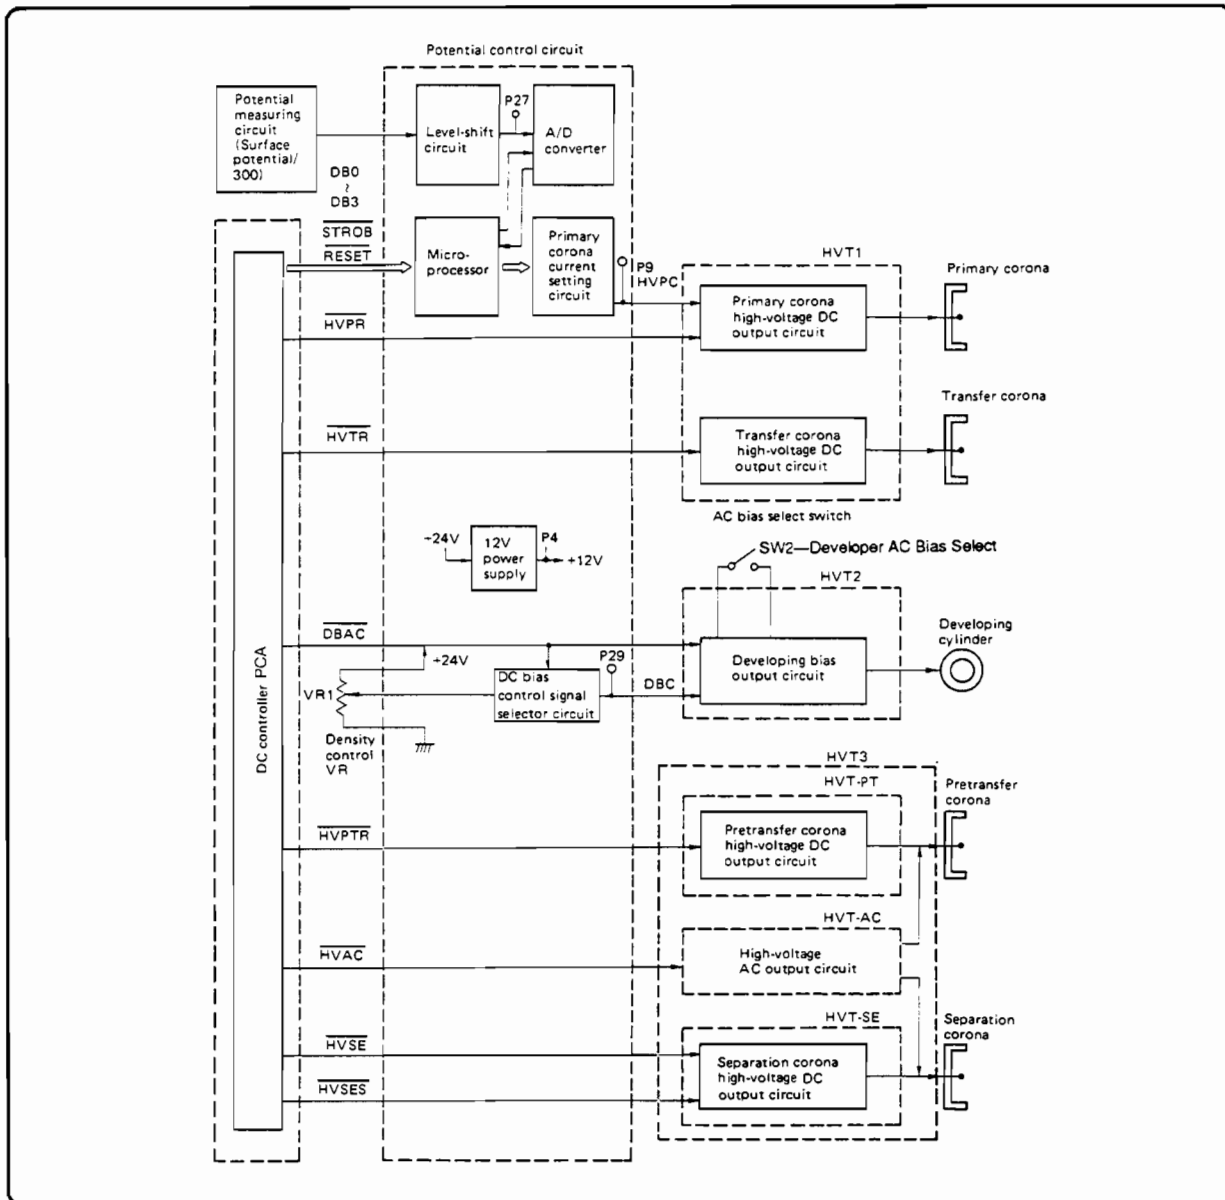 Potential control circuit
Potential
measuring
circuit
(Surface
potential/
300)
Level-shift
circuit
P27
A/D
converter
DB0
≀
DB3
STROB
RESET
Micro-
processor
Primary
corona
current
setting
circuit
P9
HVPC
HVT1
Primary corona
high-voltage DC
output circuit
Primary corona
HVPR
HVTR
Transfer corona
high-voltage DC
output circuit
Transfer corona
AC bias select switch
-24V
12V
power
supply
P4
+12V
SW2—Developer AC Bias Select
HVT2
DBAC
+24V
VR1
Density
control
VR
DC bias
control signal
selector circuit
P29
DBC
Developing bias
output circuit
Developing
cylinder
DC controller PCA
HVT3
HVT-PT
HVPTR
Pretransfer corona
high-voltage DC
output circuit
Pretransfer
corona
HVT-AC
HVAC
High-voltage
AC output circuit
HVT-SE
HVSE
HVSES
Separation corona
high-voltage DC
output circuit
Separation
corona